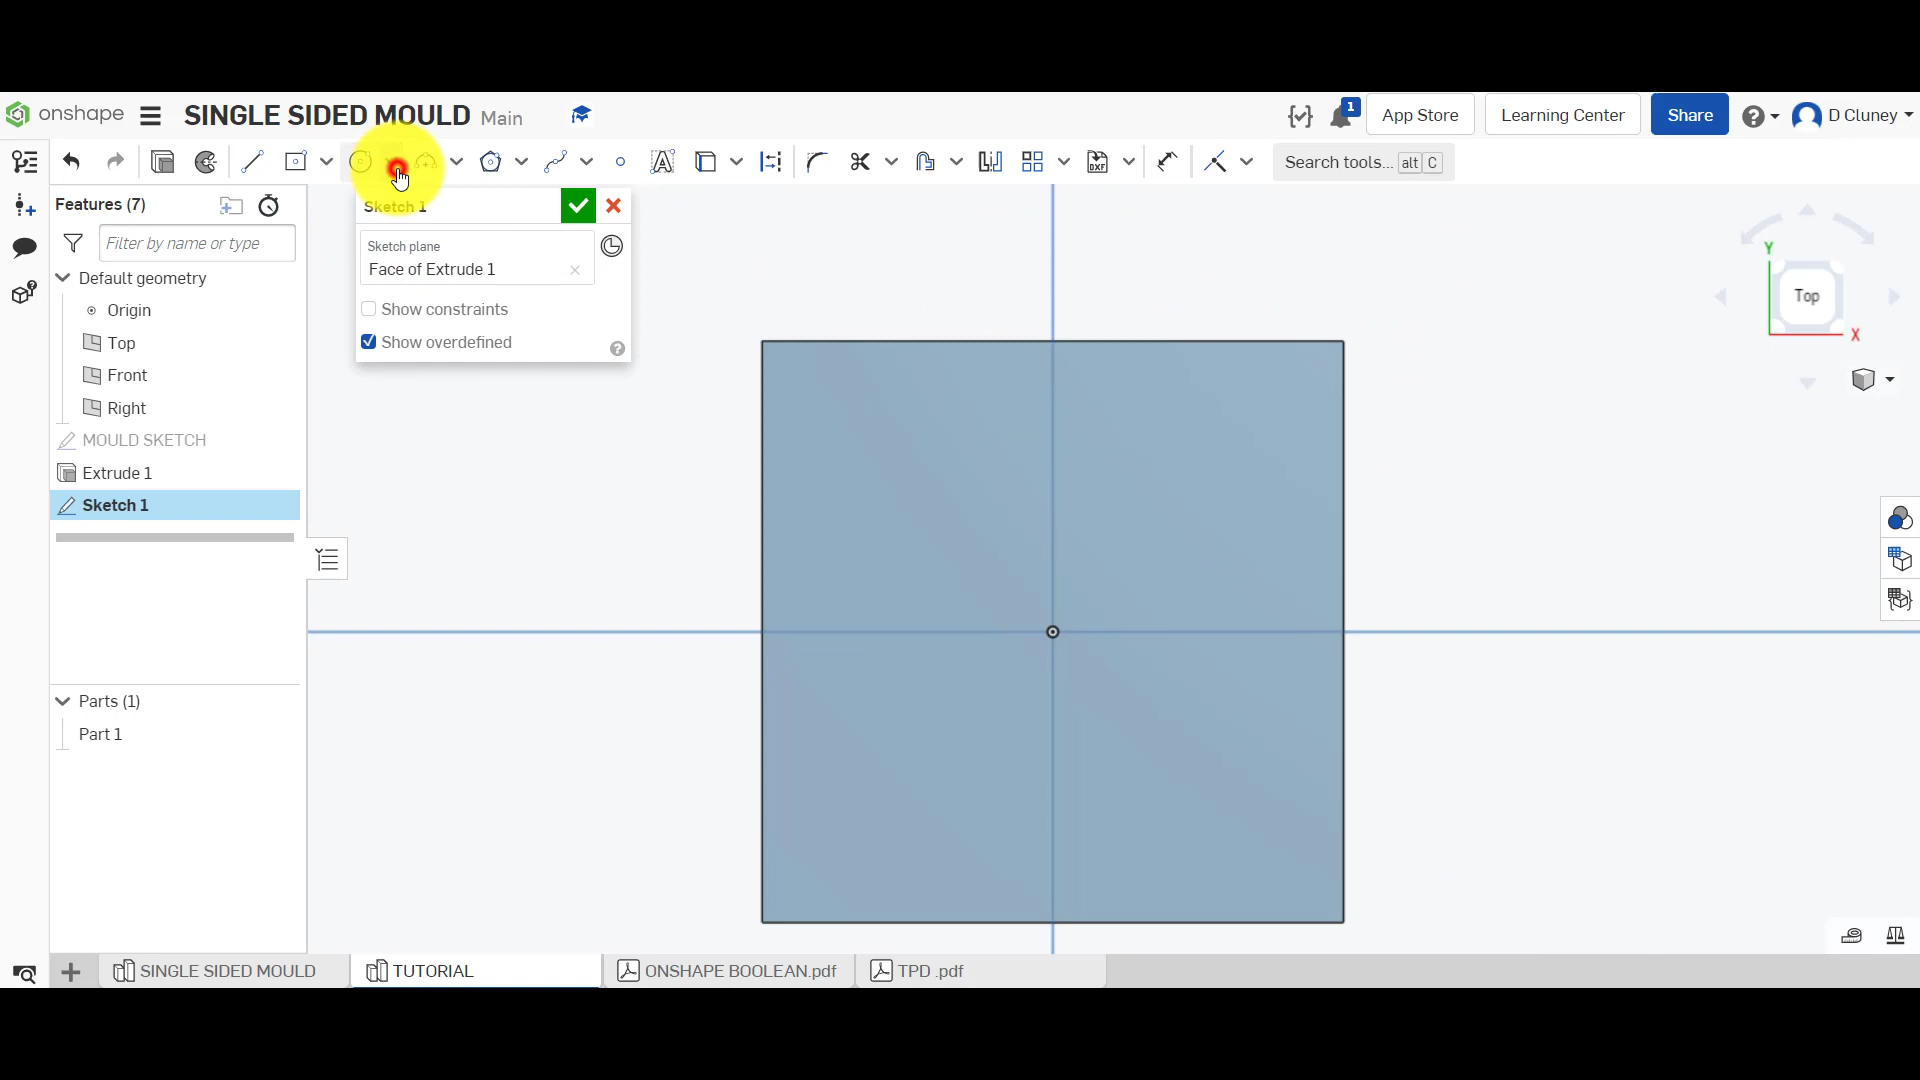 onshape SINGLE SIDED MOULD Main 1 App Store Learning Center Share D Cluney
Search tools... alt C
Features (7)
Sketch 1
Filter by name or type
Sketch plane
Face of Extrude 1
Default geometry
Origin
Show constraints
Top
Show overdefined
Front
Right
MOULD SKETCH
Extrude 1
Sketch 1
Y
Top
X
DXF
Parts (1)
Part 1
SINGLE SIDED MOULD TUTORIAL ONSHAPE BOOLEAN.pdf TPD .pdf